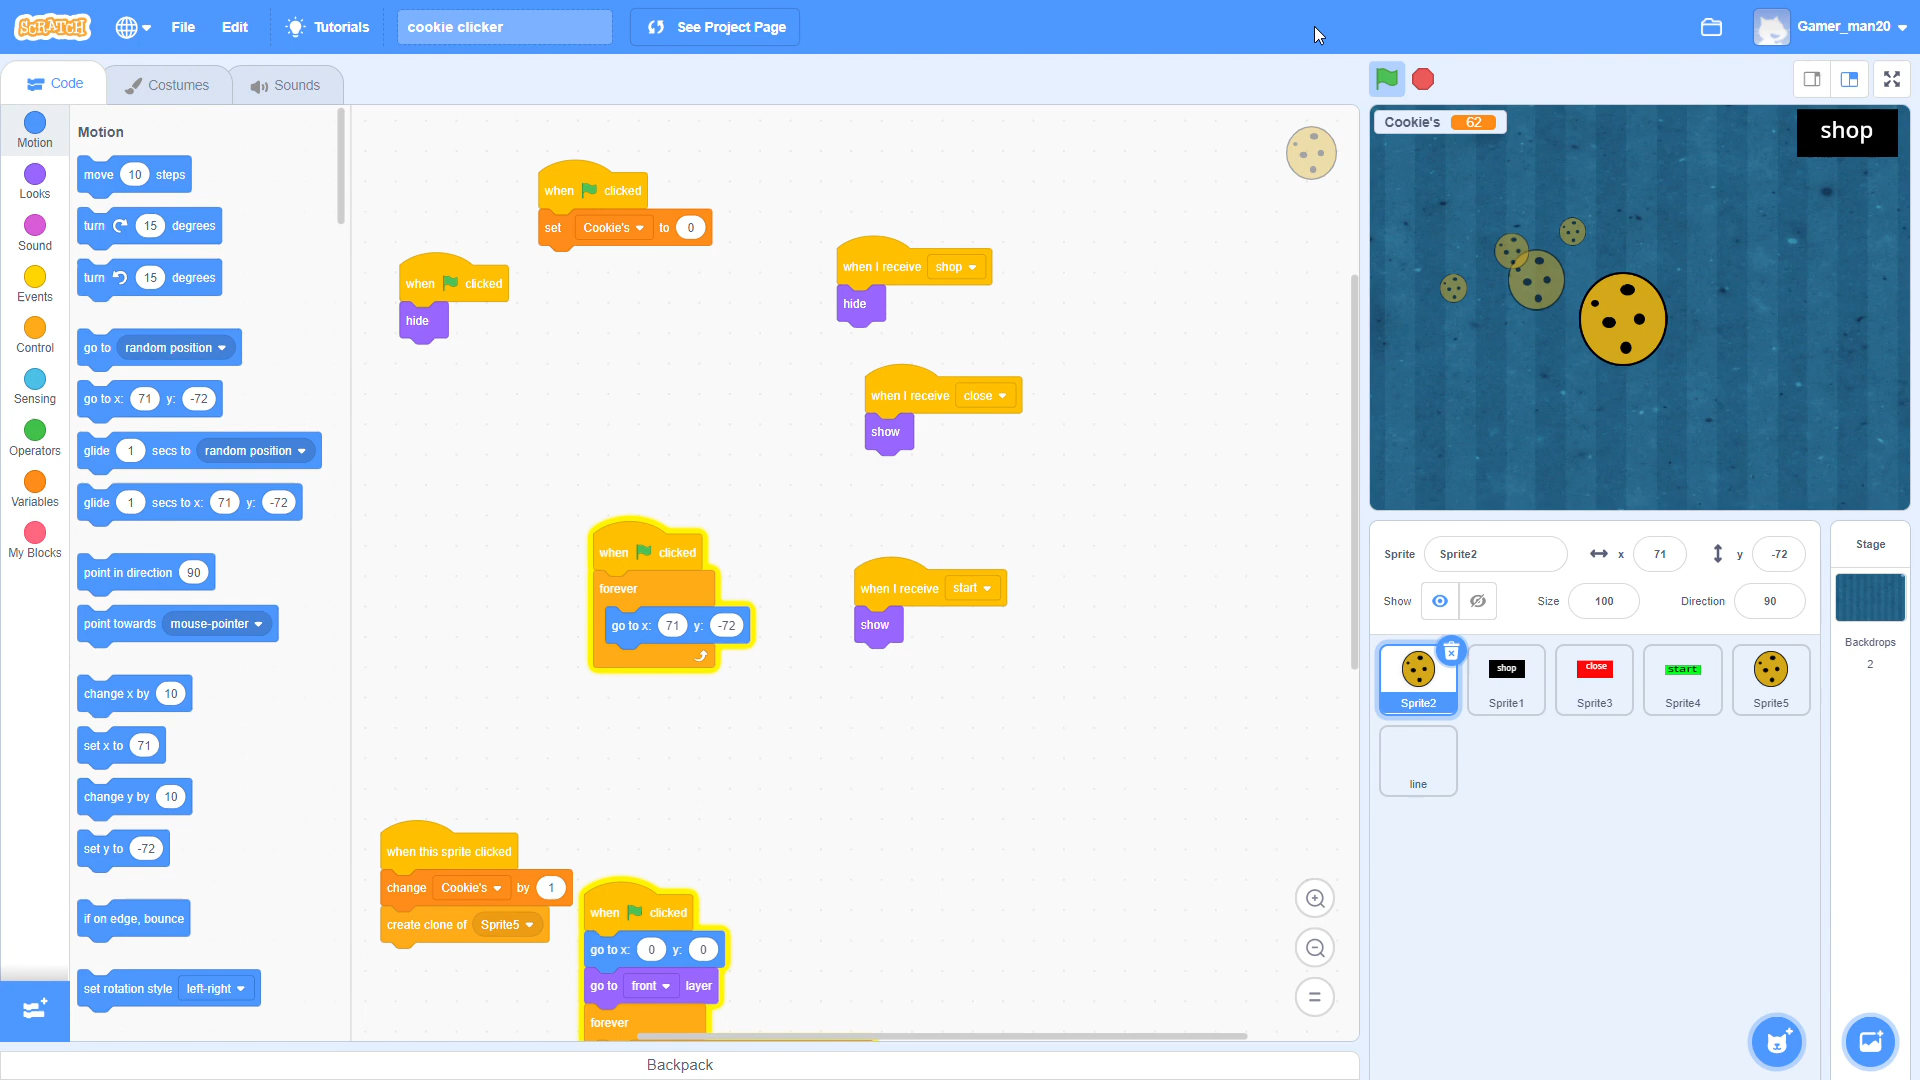 SCRATCH File Edit Tutorials cookie clicker See Project Page Gamer_man20
Code Costumes Sounds
Motion
Looks
Sound
Events
Control
Sensing
Operators
Variables
My Blocks
Motion
move 10 steps
turn 15 degrees
turn 15 degrees
go to random position
go to x: 71 y: -72
glide 1 secs to random position
glide 1 secs to x: 71 y: -72
point in direction 90
point towards mouse-pointer
change x by 10
set x to 71
change y by 10
set y to -72
if on edge, bounce
set rotation style left-right
when clicked
set Cookie's to 0
when clicked
hide
when I receive shop
hide
when I receive close
show
when clicked
forever
go to x: 71 y: -72
when I receive start
show
when this sprite clicked
change Cookie's by 1
create clone of Sprite5
when clicked
go to x: 0 y: 0
go to front layer
forever
Backpack
Cookie's 62
shop
Sprite Sprite2 x 71 y -72
Show Size 100 Direction 90
Sprite2
shop
Sprite1
close
Sprite3
start
Sprite4
Sprite5
line
Stage
Backdrops
2